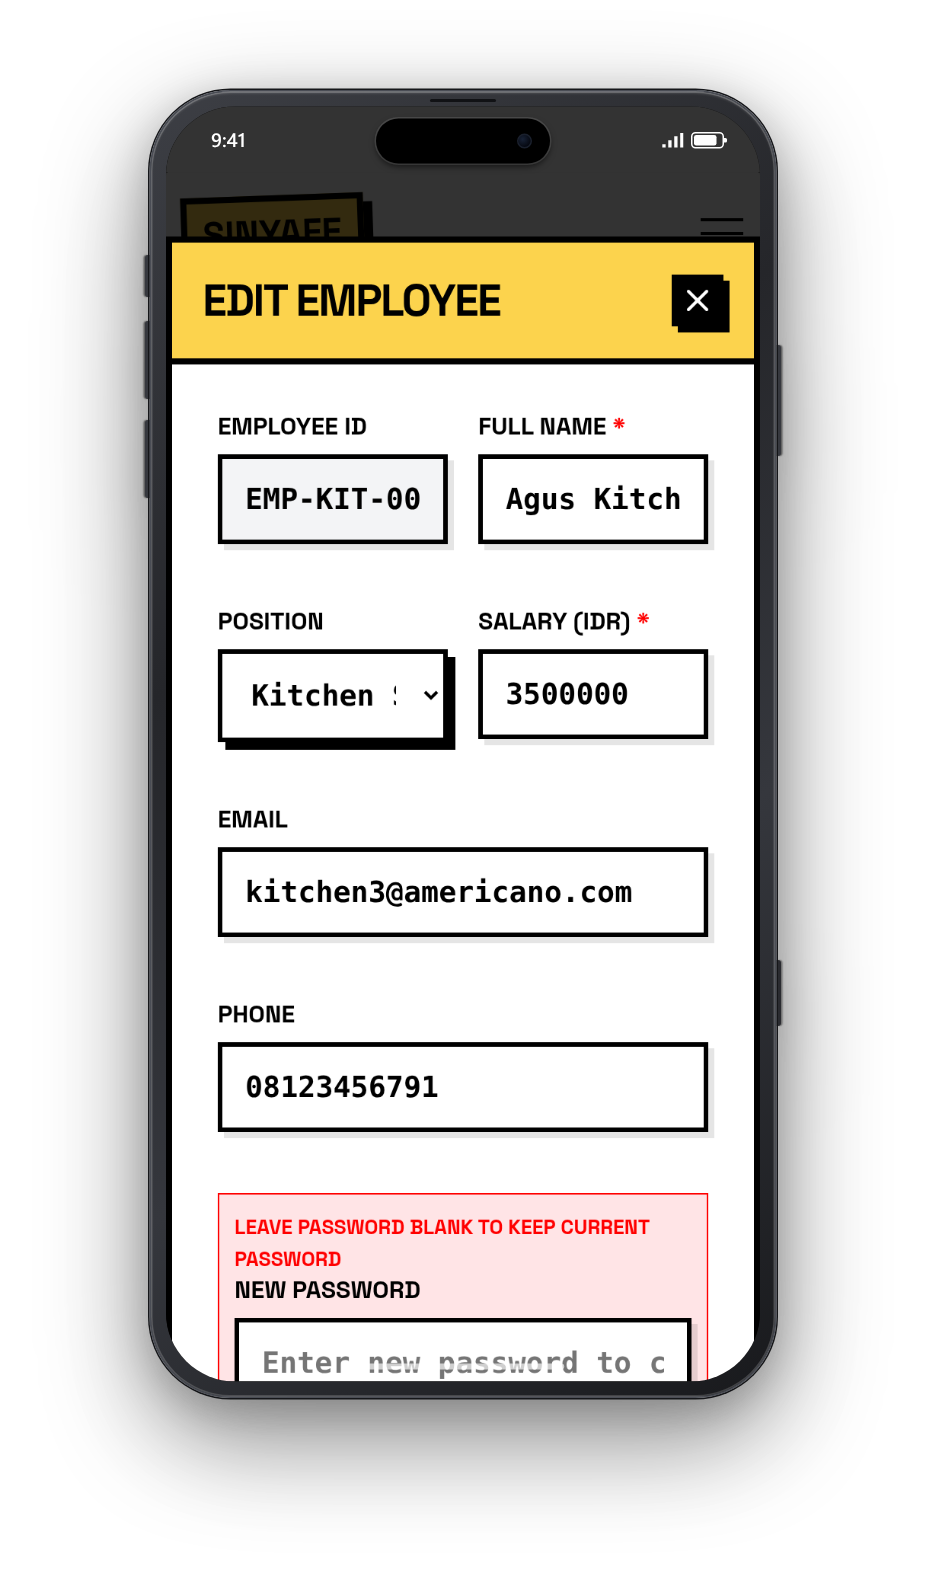 9:41
EDIT EMPLOYEE
EMPLOYEE ID
FULL NAME *
EMP-KIT-00
Agus Kitch
POSITION
SALARY (IDR) *
Kitchen
3500000
EMAIL
kitchen3@americano.com
PHONE
08123456791
LEAVE PASSWORD BLANK TO KEEP CURRENT
PASSWORD
NEW PASSWORD
Enter new password to c